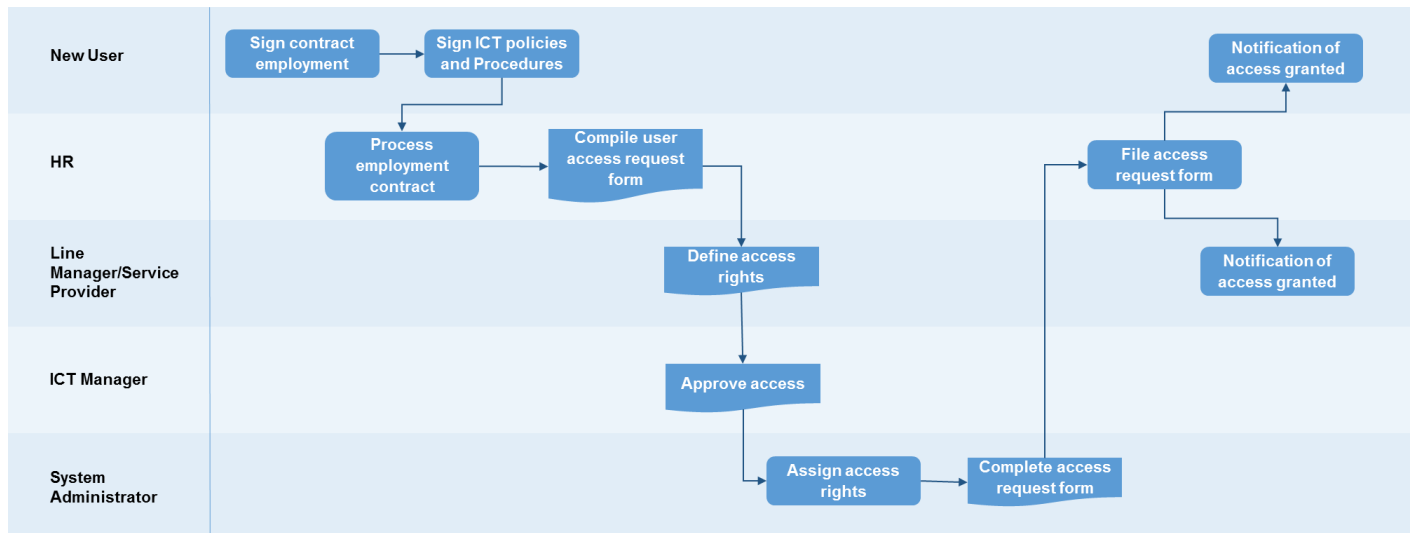 New User
Sign contract
employment
Sign ICT policies
and Procedures
Notification of
access granted
HR
Process
employment
contract
Compile user
access request
form
File access
request form
Line
Manager/Service
Provider
Define access
rights
Notification of
access granted
ICT Manager
Approve access
System
Administrator
Assign access
rights
Complete access
request form